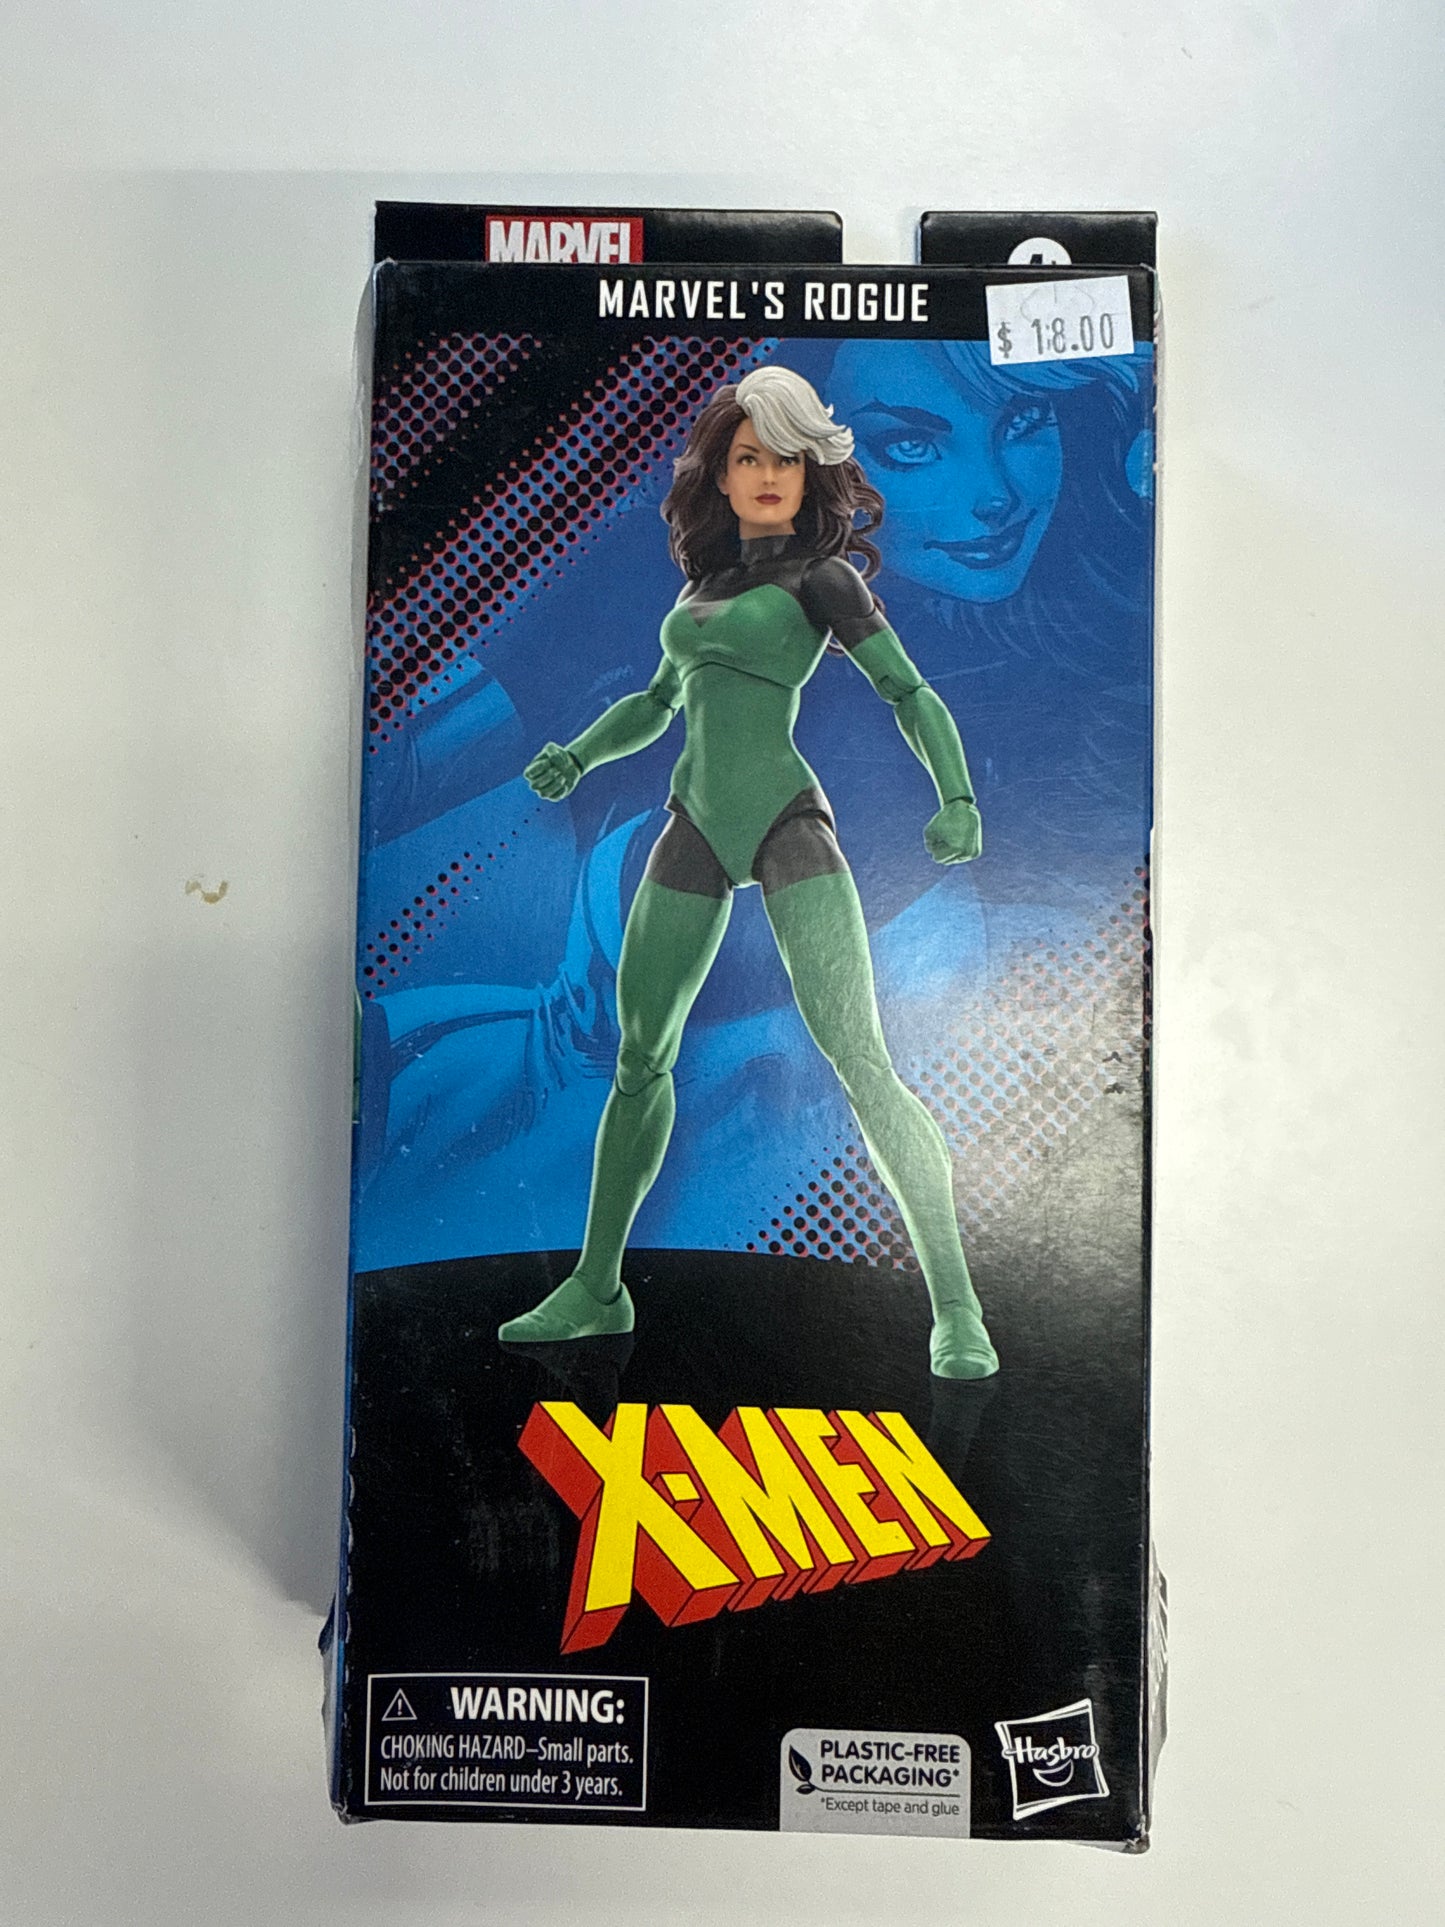 MARVEL
MARVEL'S ROGUE
$ 18.00
X-MEN
WARNING:
CHOKING HAZARD–Small parts.
Not for children under 3 years.
PLASTIC-FREE
PACKAGING*
*Except tape and glue
Hasbro